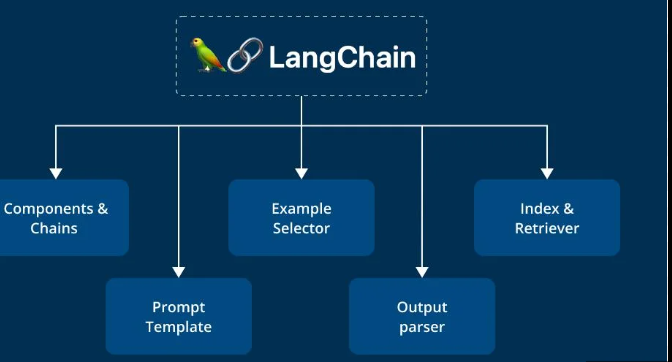 LangChain
Components &
Chains
Example
Selector
Index &
Retriever
Prompt
Template
Output
parser